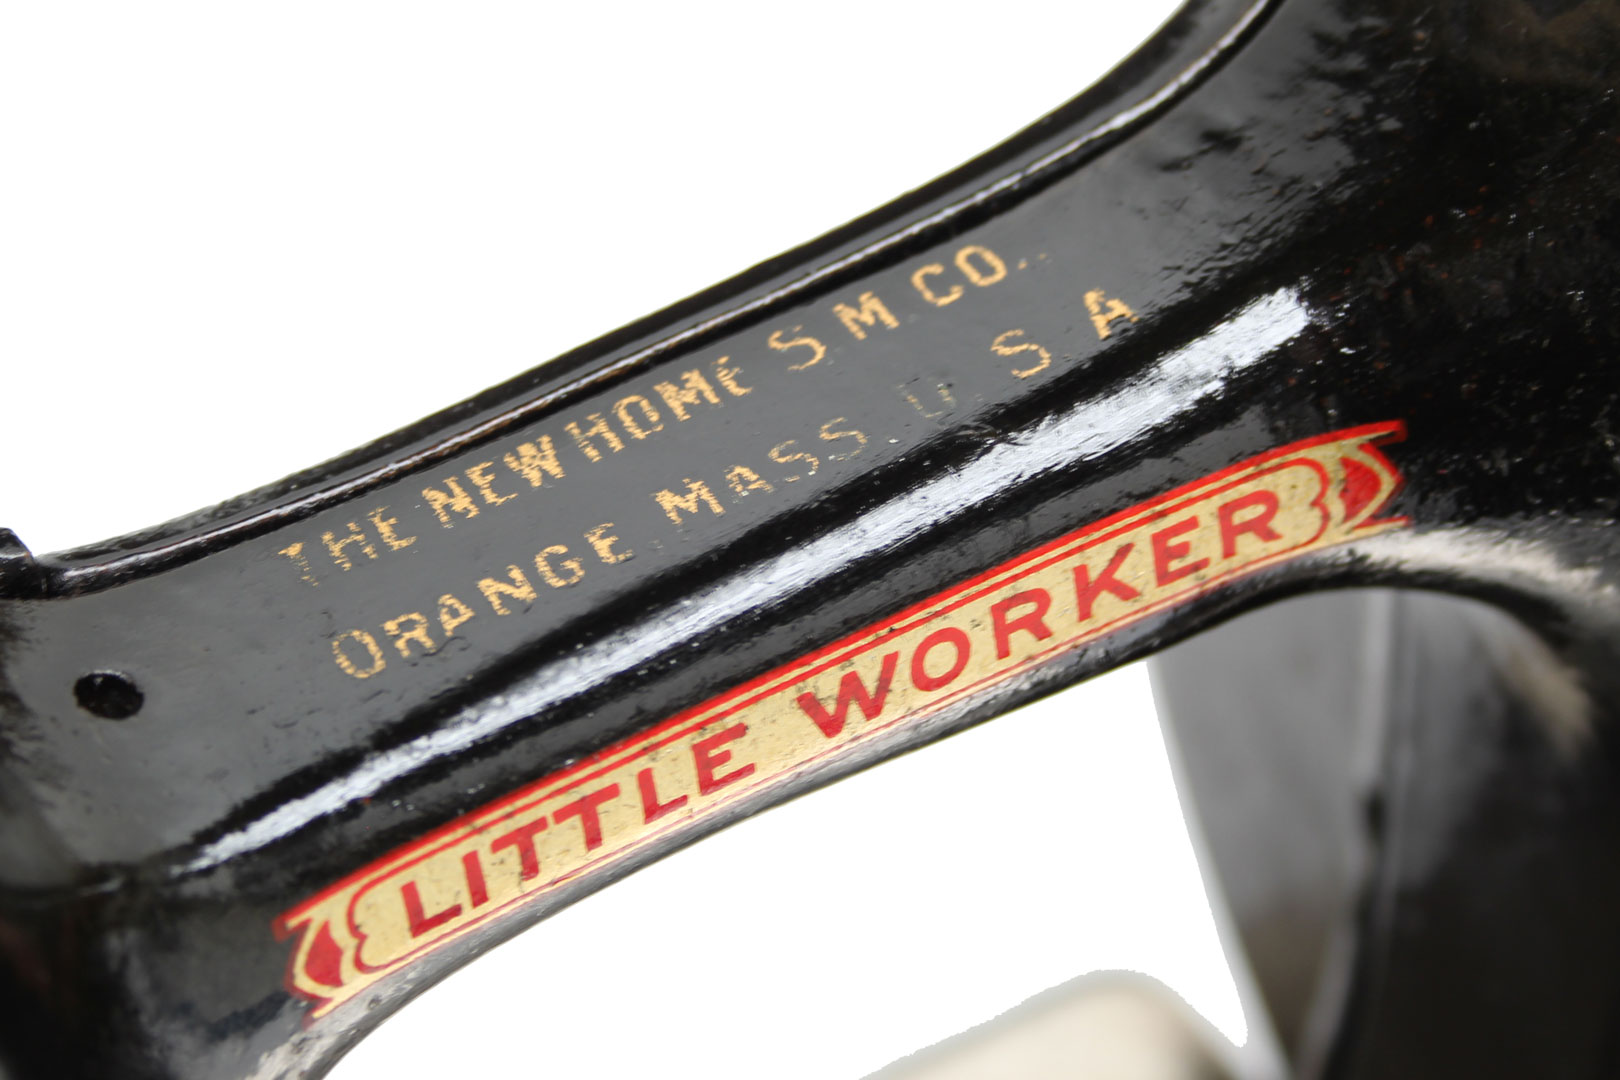 THE NEW HOME S.M.CO.
ORANGE. MASS. U.S.A
LITTLE WORKER